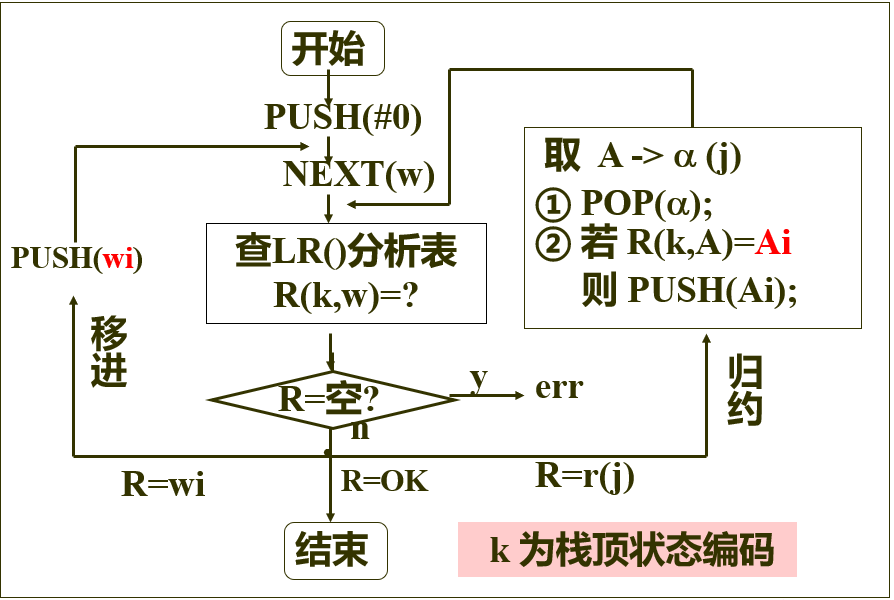 开始
PUSH(#0)
NEXT(w)
查LR()分析表
R(k,w)=?
R=空?
y
err
n
PUSH(wi)
移进
R=wi
R=OK
R=r(j)
结束
取 A -> α (j)
① POP(α);
② 若 R(k,A)=Ai
则 PUSH(Ai);
归约
k 为栈顶状态编码